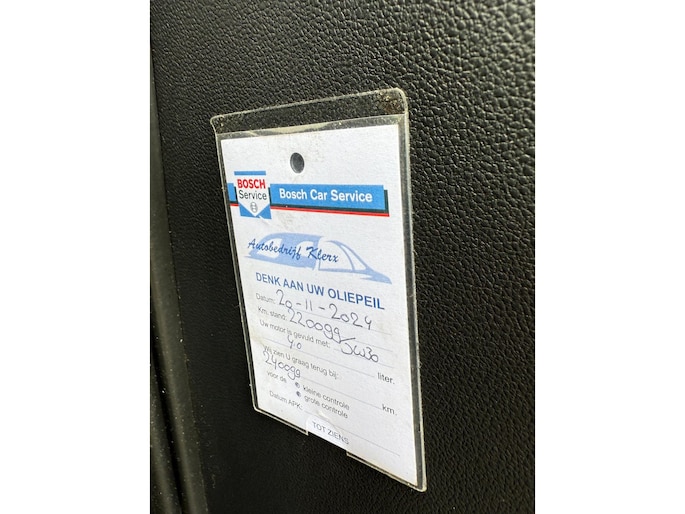 BOSCH
Service
Bosch Car Service
Autobedrijf Klerx
DENK AAN UW OLIEPEIL
Datum: 20-11-2024
Km. stand: 220099
Uw motor is gevuld met: 5W30
4.0 liter.
Wij zien U graag terug bij
240099 km.
voor de kleine controle
grote controle
Datum APK:
TOT ZIENS